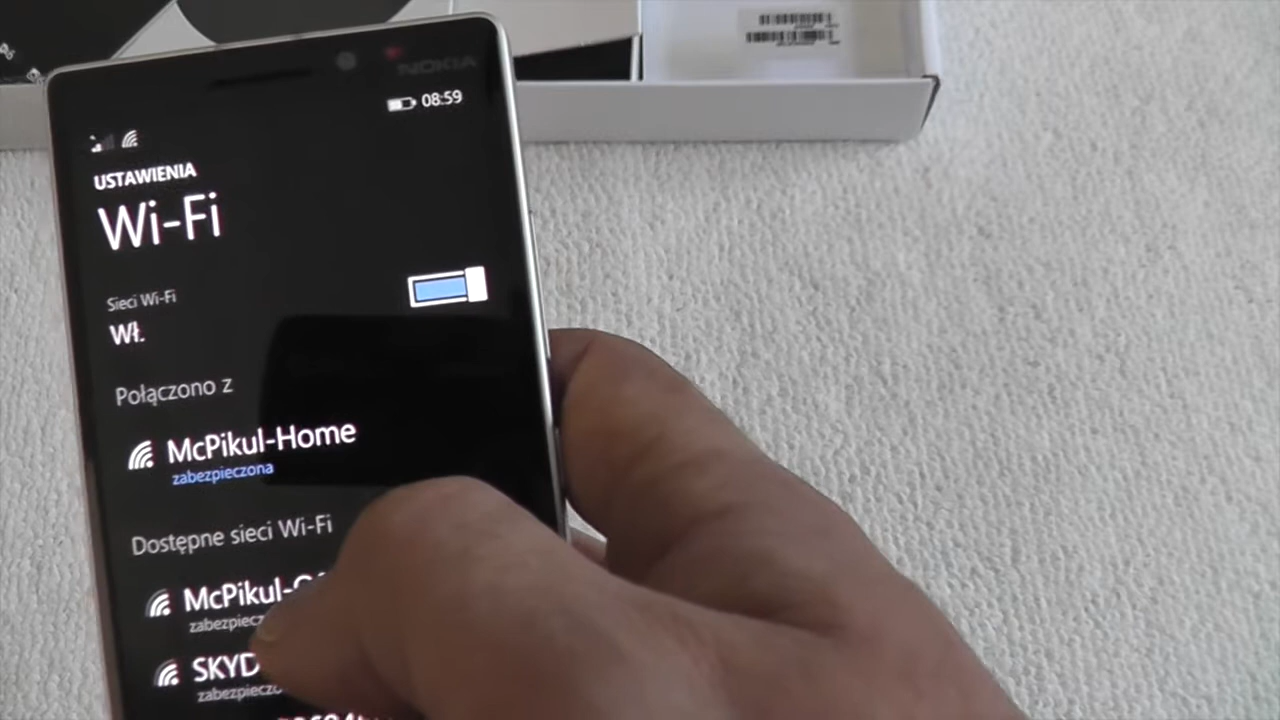 NOKIA
08:59
USTAWIENIA
Wi-Fi
Sieci Wi-Fi
Wł.
Połączono z
McPikul-Home
zabezpieczona
Dostępne sieci Wi-Fi